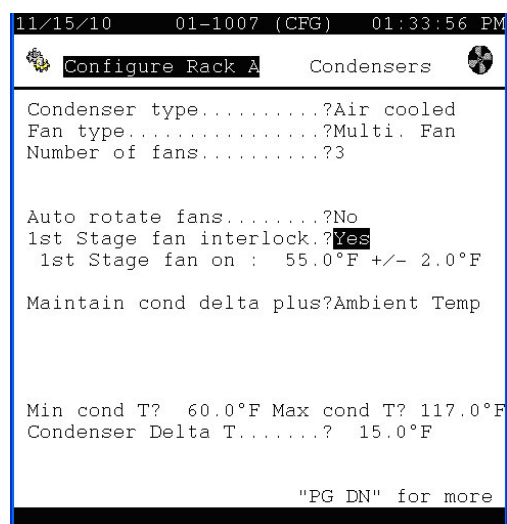 11/15/10 01-1007 (CFG) 01:33:56 PM
Configure Rack A Condensers
Condenser type..........?Air cooled
Fan type................?Multi. Fan
Number of fans..........?3
Auto rotate fans........?No
1st Stage fan interlock.?Yes
1st Stage fan on : 55.0°F +/- 2.0°F
Maintain cond delta plus?Ambient Temp
Min cond T? 60.0°F Max cond T? 117.0°F
Condenser Delta T.......? 15.0°F
"PG DN" for more